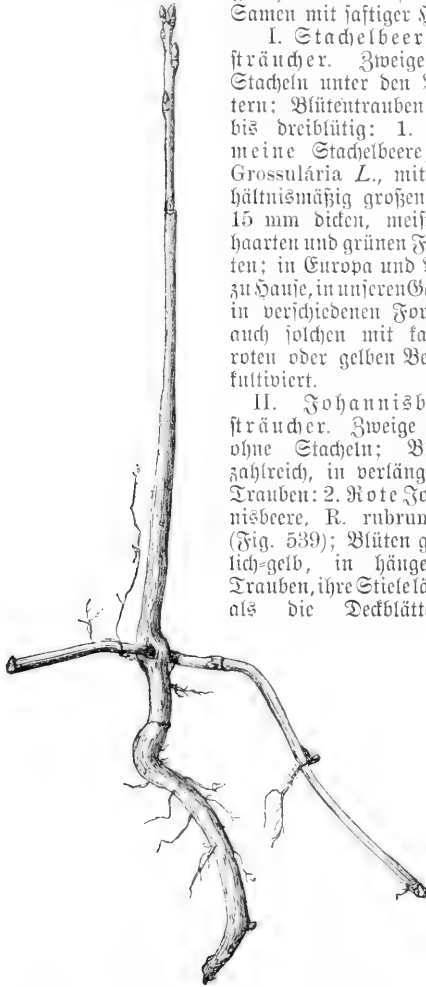 Samen mit saftiger
I. Stachelbeer
sträucher. Zweige
Stacheln unter den
tern; Blütentrauben
bis dreiblütig: 1.
meine Stachelbeere
Grossulária L., mit
hältnismäßig großen
15 mm dicken, meis
haarten und grünen F
ten; in Europa und
zu Hause, in unseren Gä
in verschiedenen For
auch solchen mit ka
roten oder gelben Be
kultiviert.
II. Johannisb
sträucher. Zweige
ohne Stacheln; B
zahlreich, in verläng
Trauben: 2. Rote Jo
nisbeere, R. rubrum
(Fig. 539); Blüten g
lich-gelb, in hänge
Trauben, ihre Stiele lä
als die Deckblätt